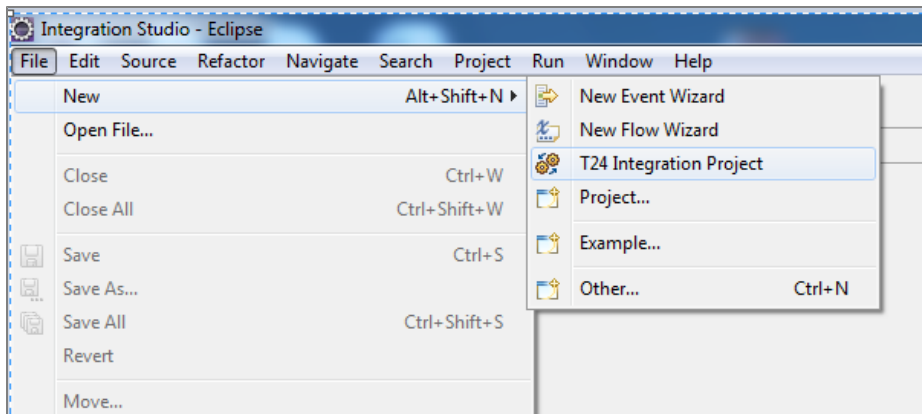 Integration Studio - Eclipse
File Edit Source Refactor Navigate Search Project Run Window Help
New Alt+Shift+N
Open File...
Close Ctrl+W
Close All Ctrl+Shift+W
Save Ctrl+S
Save As...
Save All Ctrl+Shift+S
Revert
Move...
New Event Wizard
New Flow Wizard
T24 Integration Project
Project...
Example...
Other... Ctrl+N